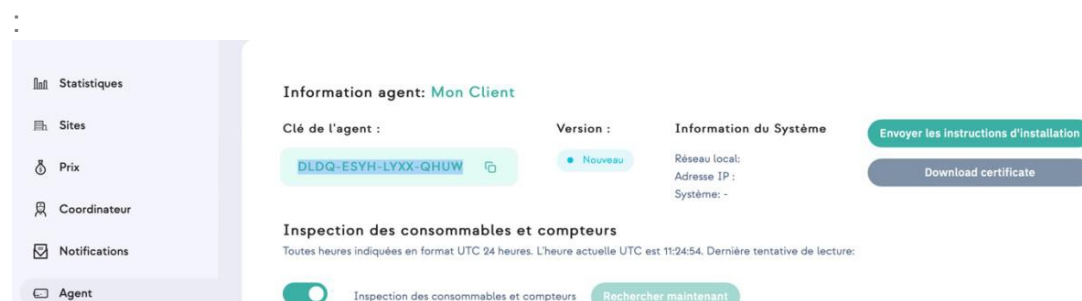 :
Statistiques
Sites
Prix
Coordinateur
Notifications
Agent
Information agent: Mon Client
Clé de l'agent :
DLDQ-ESYH-LYXX-QHUW
Version :
Nouveau
Information du Système
Réseau local:
Adresse IP :
Système: -
Envoyer les instructions d'installation
Download certificate
Inspection des consommables et compteurs
Toutes heures indiquées en format UTC 24 heures. L'heure actuelle UTC est 11:24:54. Dernière tentative de lecture:
Inspection des consommables et compteurs
Rechercher maintenant